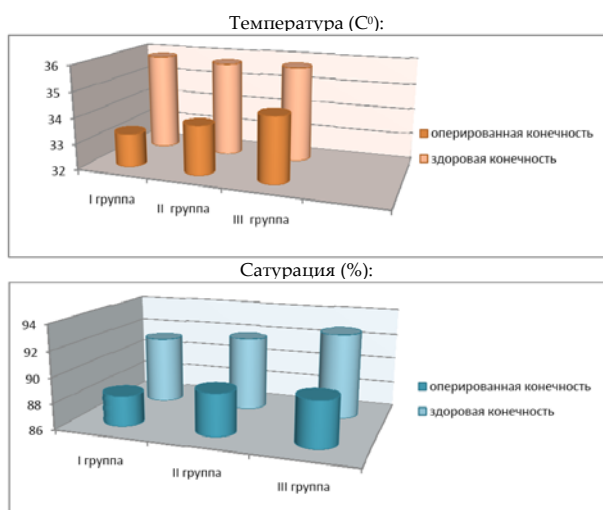 Температура (C⁰):
36
35
34
33
32
I группа
II группа
III группа
оперированная конечность
здоровая конечность
Сатурация (%):
94
92
90
88
86
I группа
II группа
III группа
оперированная конечность
здоровая конечность